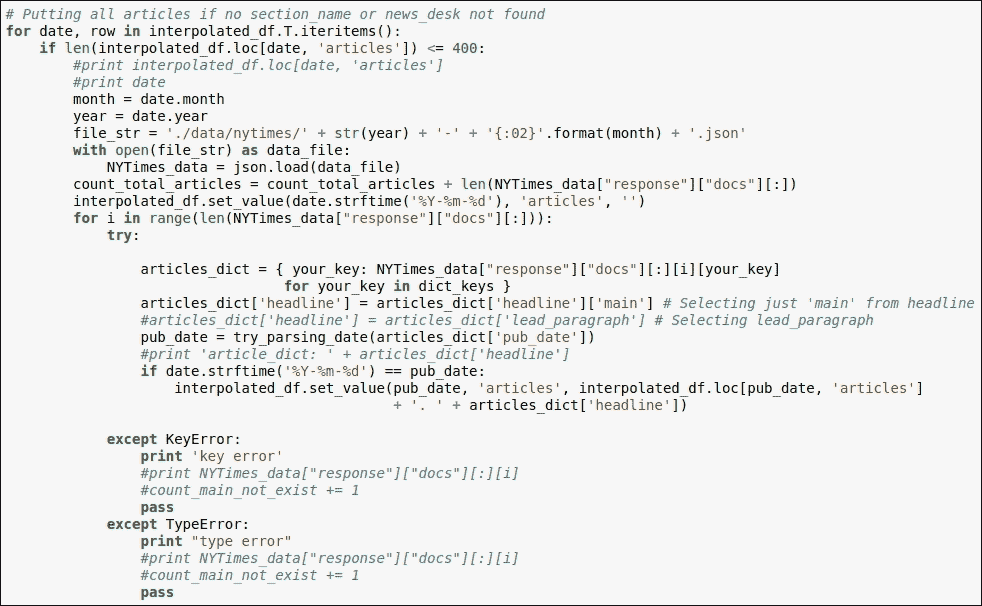 # Putting all articles if no section_name or news_desk not found
for date, row in interpolated_df.T.iteritems():
    if len(interpolated_df.loc[date, 'articles']) <= 400:
        #print interpolated_df.loc[date, 'articles']
        #print date
        month = date.month
        year = date.year
        file_str = './data/nytimes/' + str(year) + '-' + '{:02}'.format(month) + '.json'
        with open(file_str) as data_file:
            NYTimes_data = json.load(data_file)
        count_total_articles = count_total_articles + len(NYTimes_data["response"]["docs"][:])
        interpolated_df.set_value(date.strftime('%Y-%m-%d'), 'articles', '')
        for i in range(len(NYTimes_data["response"]["docs"][:])):
            try:
                articles_dict = { your_key: NYTimes_data["response"]["docs"][:][i][your_key]
                                 for your_key in dict_keys }
                articles_dict['headline'] = articles_dict['headline']['main'] # Selecting just 'main' from headline
                #articles_dict['headline'] = articles_dict['lead_paragraph'] # Selecting lead_paragraph
                pub_date = try_parsing_date(articles_dict['pub_date'])
                #print 'article_dict: ' + articles_dict['headline']
                if date.strftime('%Y-%m-%d') == pub_date:
                    interpolated_df.set_value(pub_date, 'articles', interpolated_df.loc[pub_date, 'articles']
                                              + '. ' + articles_dict['headline'])
            except KeyError:
                print 'key error'
                #print NYTimes_data["response"]["docs"][:][i]
                #count_main_not_exist += 1
                pass
            except TypeError:
                print "type error"
                #print NYTimes_data["response"]["docs"][:][i]
                #count_main_not_exist += 1
                pass